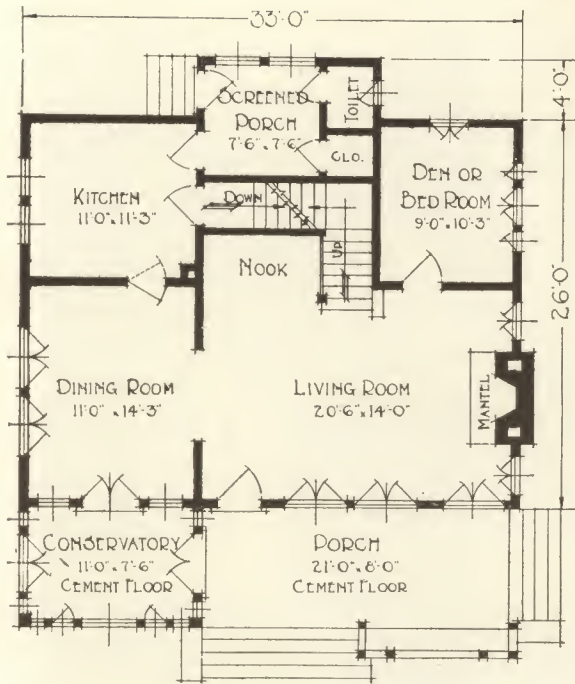 33'-0"
4'-0"
SCREENED
PORCH
7'-6" x 7'-6"
TOILET
CLO.
DEN OR
BED ROOM
9'-0" x 10'-3"
KITCHEN
11'-0" x 11'-3"
DOWN
UP
NOOK
26'-0"
DINING ROOM
11'-0" x 14'-3"
LIVING ROOM
20'-6" x 14'-0"
MANTEL
CONSERVATORY
11'-0" x 7'-6"
CEMENT FLOOR
PORCH
21'-0" x 8'-0"
CEMENT FLOOR